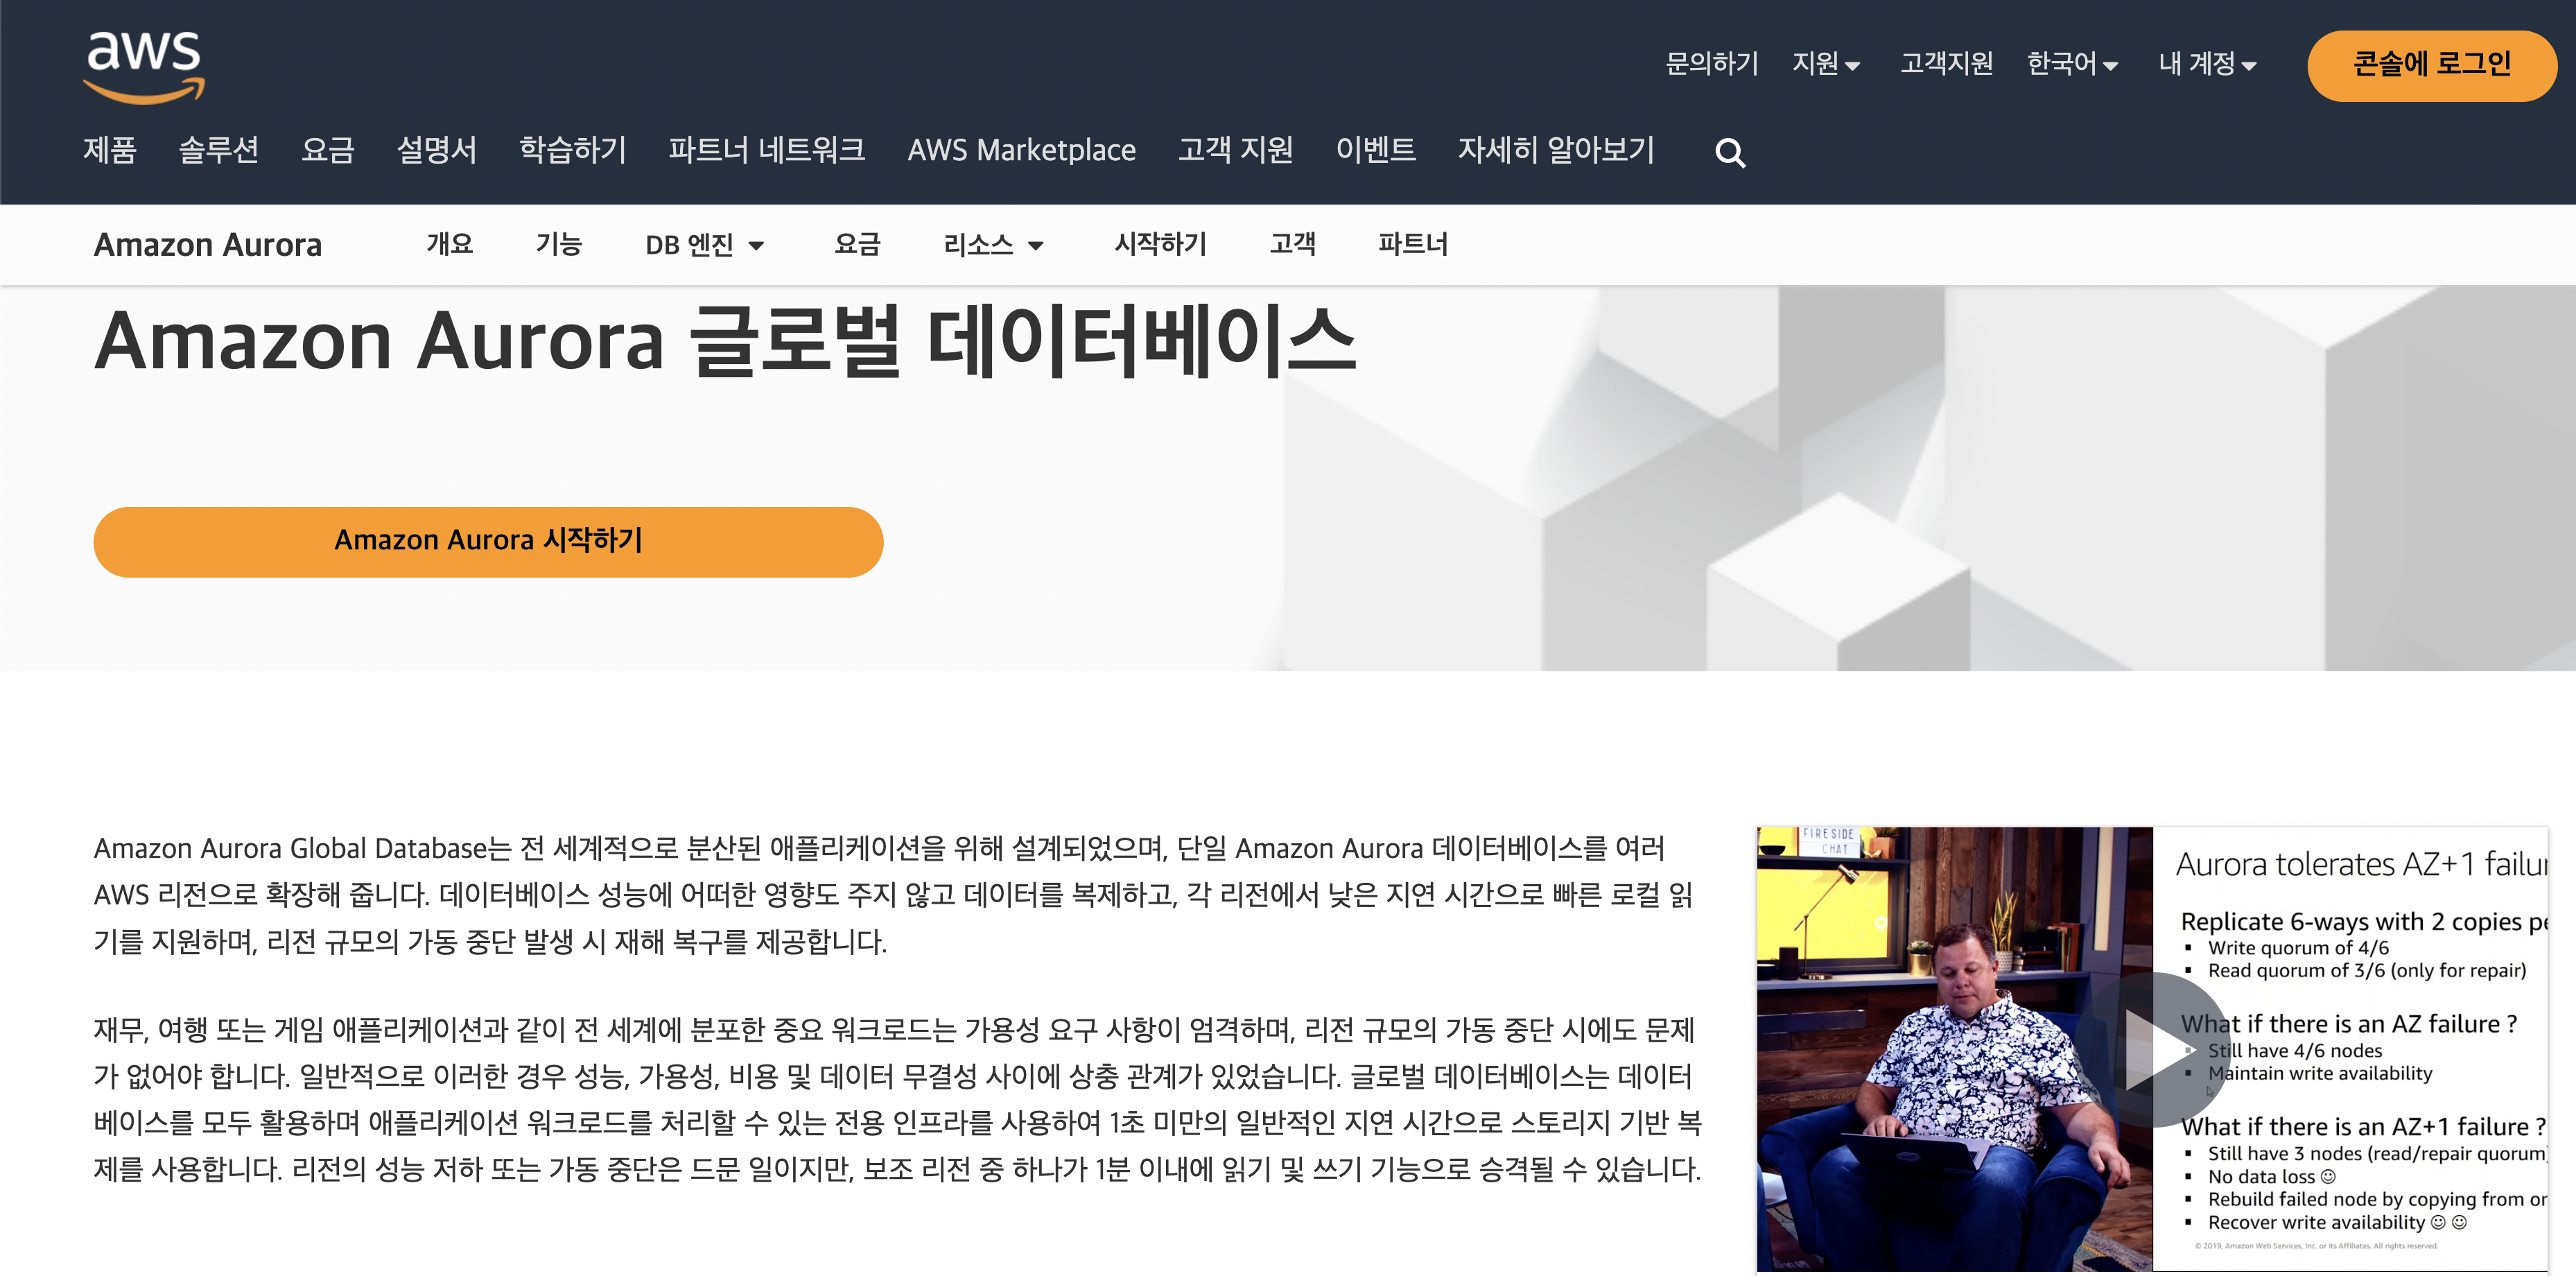 aws
문의하기 지원 고객지원 한국어 내 계정 콘솔에 로그인
제품 솔루션 요금 설명서 학습하기 파트너 네트워크 AWS Marketplace 고객 지원 이벤트 자세히 알아보기
Amazon Aurora 개요 기능 DB 엔진 요금 리소스 시작하기 고객 파트너
Amazon Aurora 글로벌 데이터베이스
Amazon Aurora 시작하기
Amazon Aurora Global Database는 전 세계적으로 분산된 애플리케이션을 위해 설계되었으며, 단일 Amazon Aurora 데이터베이스를 여러
AWS 리전으로 확장해 줍니다. 데이터베이스 성능에 어떠한 영향도 주지 않고 데이터를 복제하고, 각 리전에서 낮은 지연 시간으로 빠른 로컬 읽
기를 지원하며, 리전 규모의 가동 중단 발생 시 재해 복구를 제공합니다.
재무, 여행 또는 게임 애플리케이션과 같이 전 세계에 분포한 중요 워크로드는 가용성 요구 사항이 엄격하며, 리전 규모의 가동 중단 시에도 문제
가 없어야 합니다. 일반적으로 이러한 경우 성능, 가용성, 비용 및 데이터 무결성 사이에 상충 관계가 있었습니다. 글로벌 데이터베이스는 데이터
베이스를 모두 활용하며 애플리케이션 워크로드를 처리할 수 있는 전용 인프라를 사용하여 1초 미만의 일반적인 지연 시간으로 스토리지 기반 복
제를 사용합니다. 리전의 성능 저하 또는 가동 중단은 드문 일이지만, 보조 리전 중 하나가 1분 이내에 읽기 및 쓰기 기능으로 승격될 수 있습니다.
FIRESIDE
CHAT
Aurora tolerates AZ+1 failur
Replicate 6-ways with 2 copies pe
▪ Write quorum of 4/6
▪ Read quorum of 3/6 (only for repair)
What if there is an AZ failure ?
▪ Still have 4/6 nodes
▪ Maintain write availability
What if there is an AZ+1 failure ?
▪ Still have 3 nodes (read/repair quorum)
▪ No data loss ☺
▪ Rebuild failed node by copying from or
▪ Recover write availability ☺ ☺
© 2019, Amazon Web Services, Inc. or its Affiliates. All rights reserved.